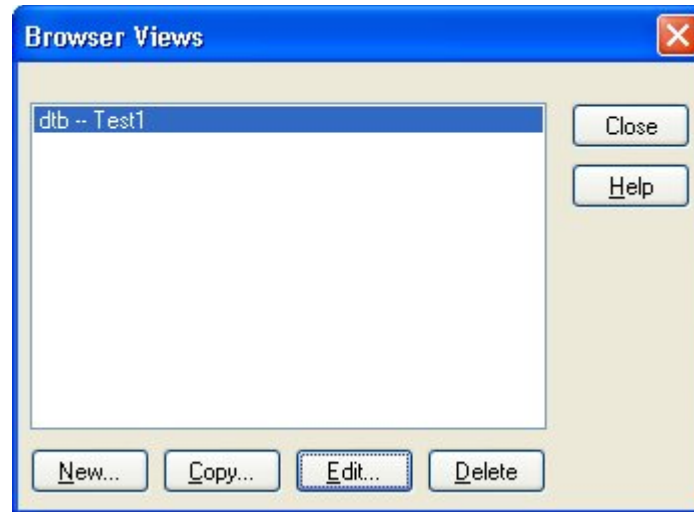 Browser Views
dtb -- Test1
Close
Help
New...
Copy...
Edit...
Delete